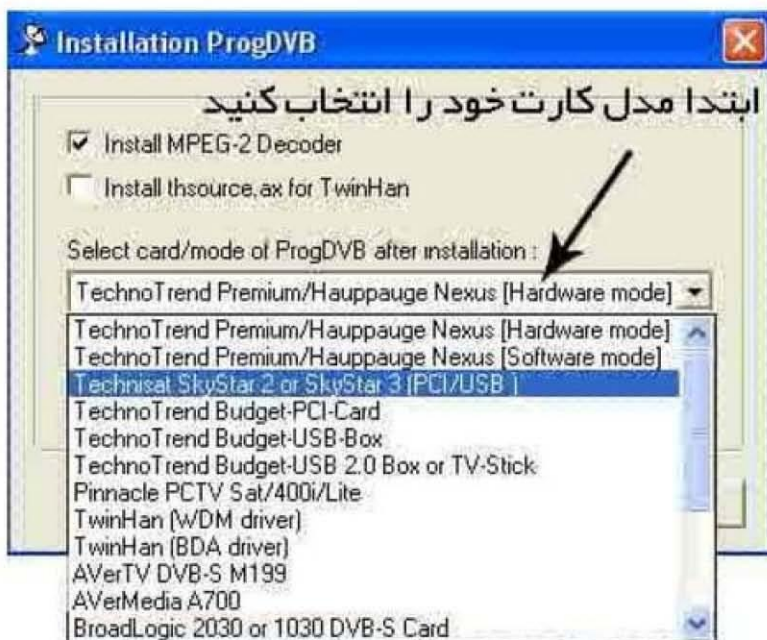 Installation ProgDVB
ابتدا مدل کارت خود را انتخاب کنید
Install MPEG-2 Decoder
Install thsource.ax for TwinHan
Select card/mode of ProgDVB after installation :
TechnoTrend Premium/Hauppauge Nexus [Hardware mode]
TechnoTrend Premium/Hauppauge Nexus [Hardware mode]
TechnoTrend Premium/Hauppauge Nexus [Software mode]
Technisat SkyStar 2 or SkyStar 3 [PCI/USB ]
TechnoTrend Budget-PCI-Card
TechnoTrend Budget-USB-Box
TechnoTrend Budget-USB 2.0 Box or TV-Stick
Pinnacle PCTV Sat/400i/Lite
TwinHan (WDM driver)
TwinHan (BDA driver)
AVerTV DVB-S M199
AVerMedia A700
BroadLogic 2030 or 1030 DVB-S Card